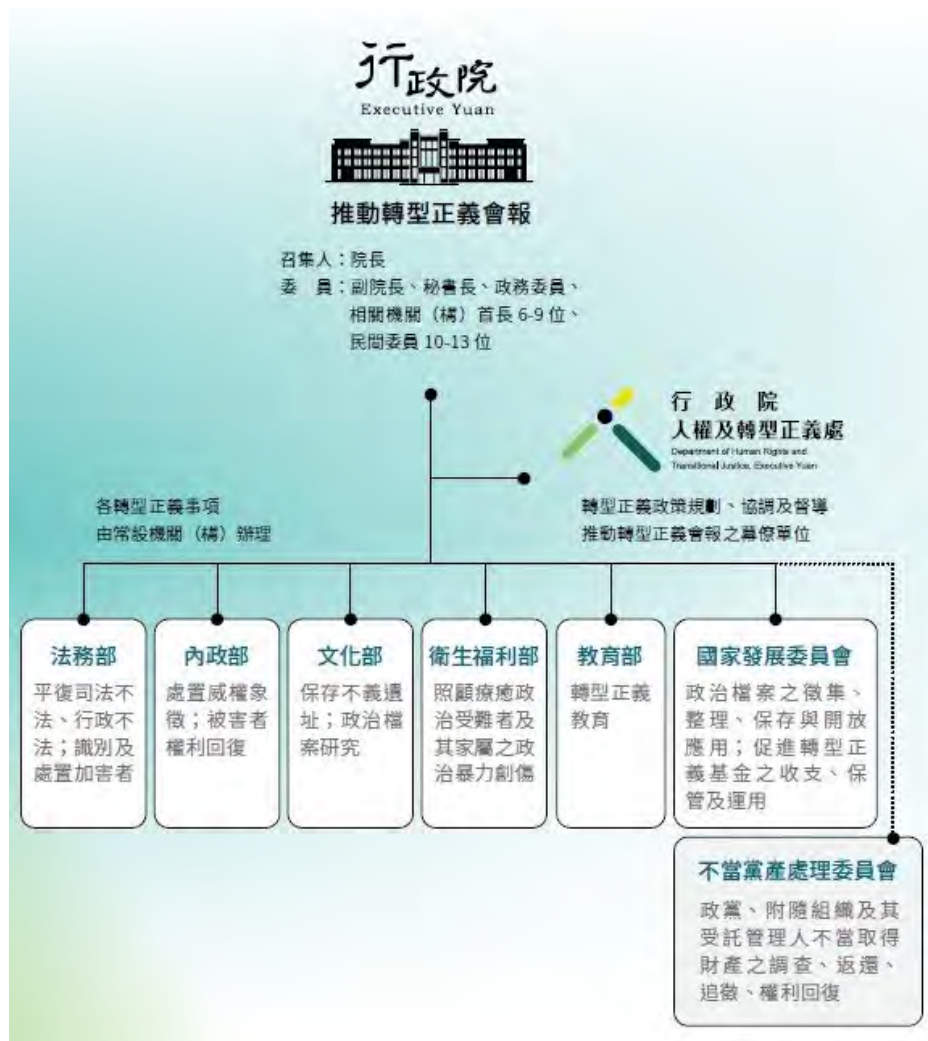 行政院
Executive Yuan
推動轉型正義會報
召集人：院長
委　員：副院長、秘書長、政務委員、
相關機關（構）首長 6-9 位、
民間委員 10-13 位
行 政 院
人權及轉型正義處
Department of Human Rights and
Transitional Justice, Executive Yuan
各轉型正義事項
由常設機關（構）辦理
轉型正義政策規劃、協調及督導
推動轉型正義會報之幕僚單位
法務部
平復司法不
法、行政不
法；識別及
處置加害者
內政部
處置威權象
徵；被害者
權利回復
文化部
保存不義遺
址；政治檔
案研究
衛生福利部
照顧療癒政
治受難者及
其家屬之政
治暴力創傷
教育部
轉型正義
教育
國家發展委員會
政治檔案之徵集、
整理、保存與開放
應用；促進轉型正
義基金之收支、保
管及運用
不當黨產處理委員會
政黨、附隨組織及其
受託管理人不當取得
財產之調查、返還、
追徵、權利回復